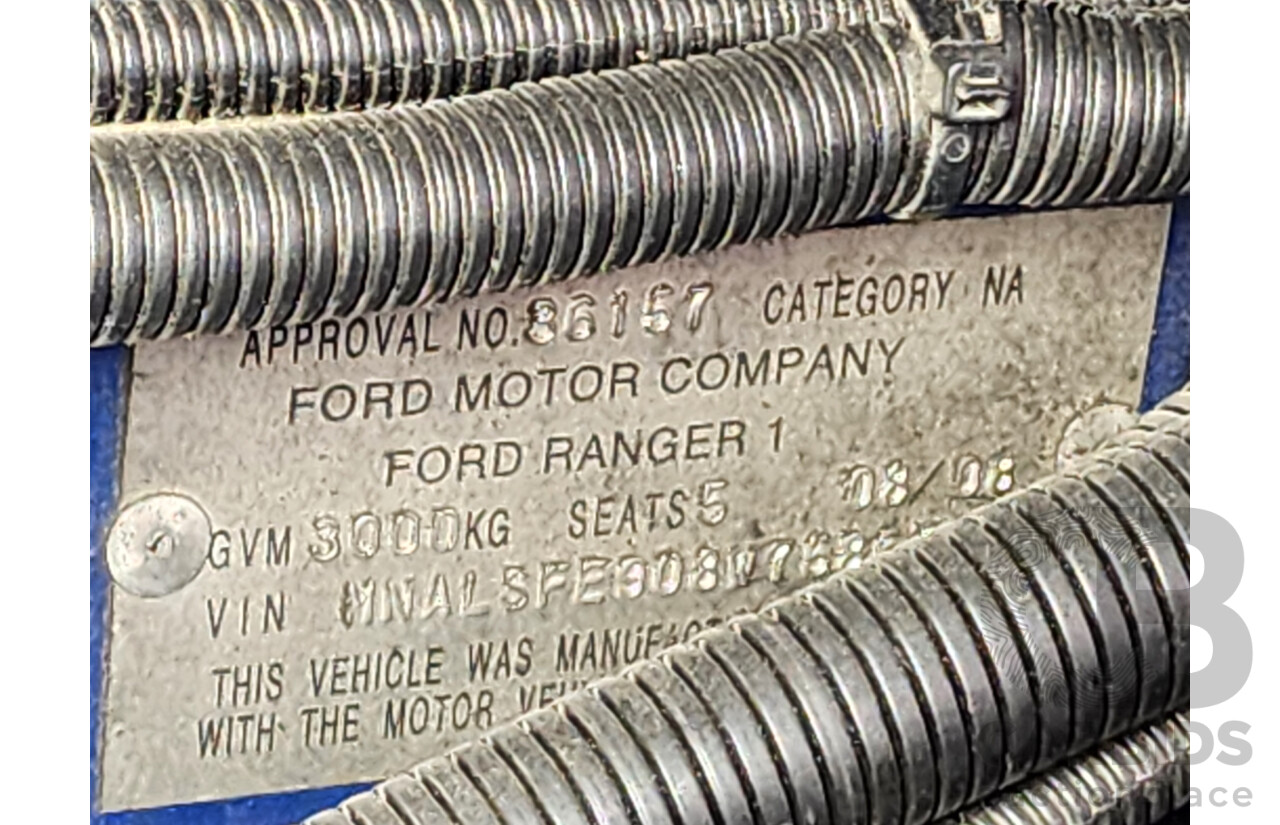 APPROVAL NO. 36157 CATEGORY NA
FORD MOTOR COMPANY
FORD RANGER 1
GVM 3000KG SEATS 5 08/08
VIN
THIS VEHICLE WAS
WITH THE MOTOR